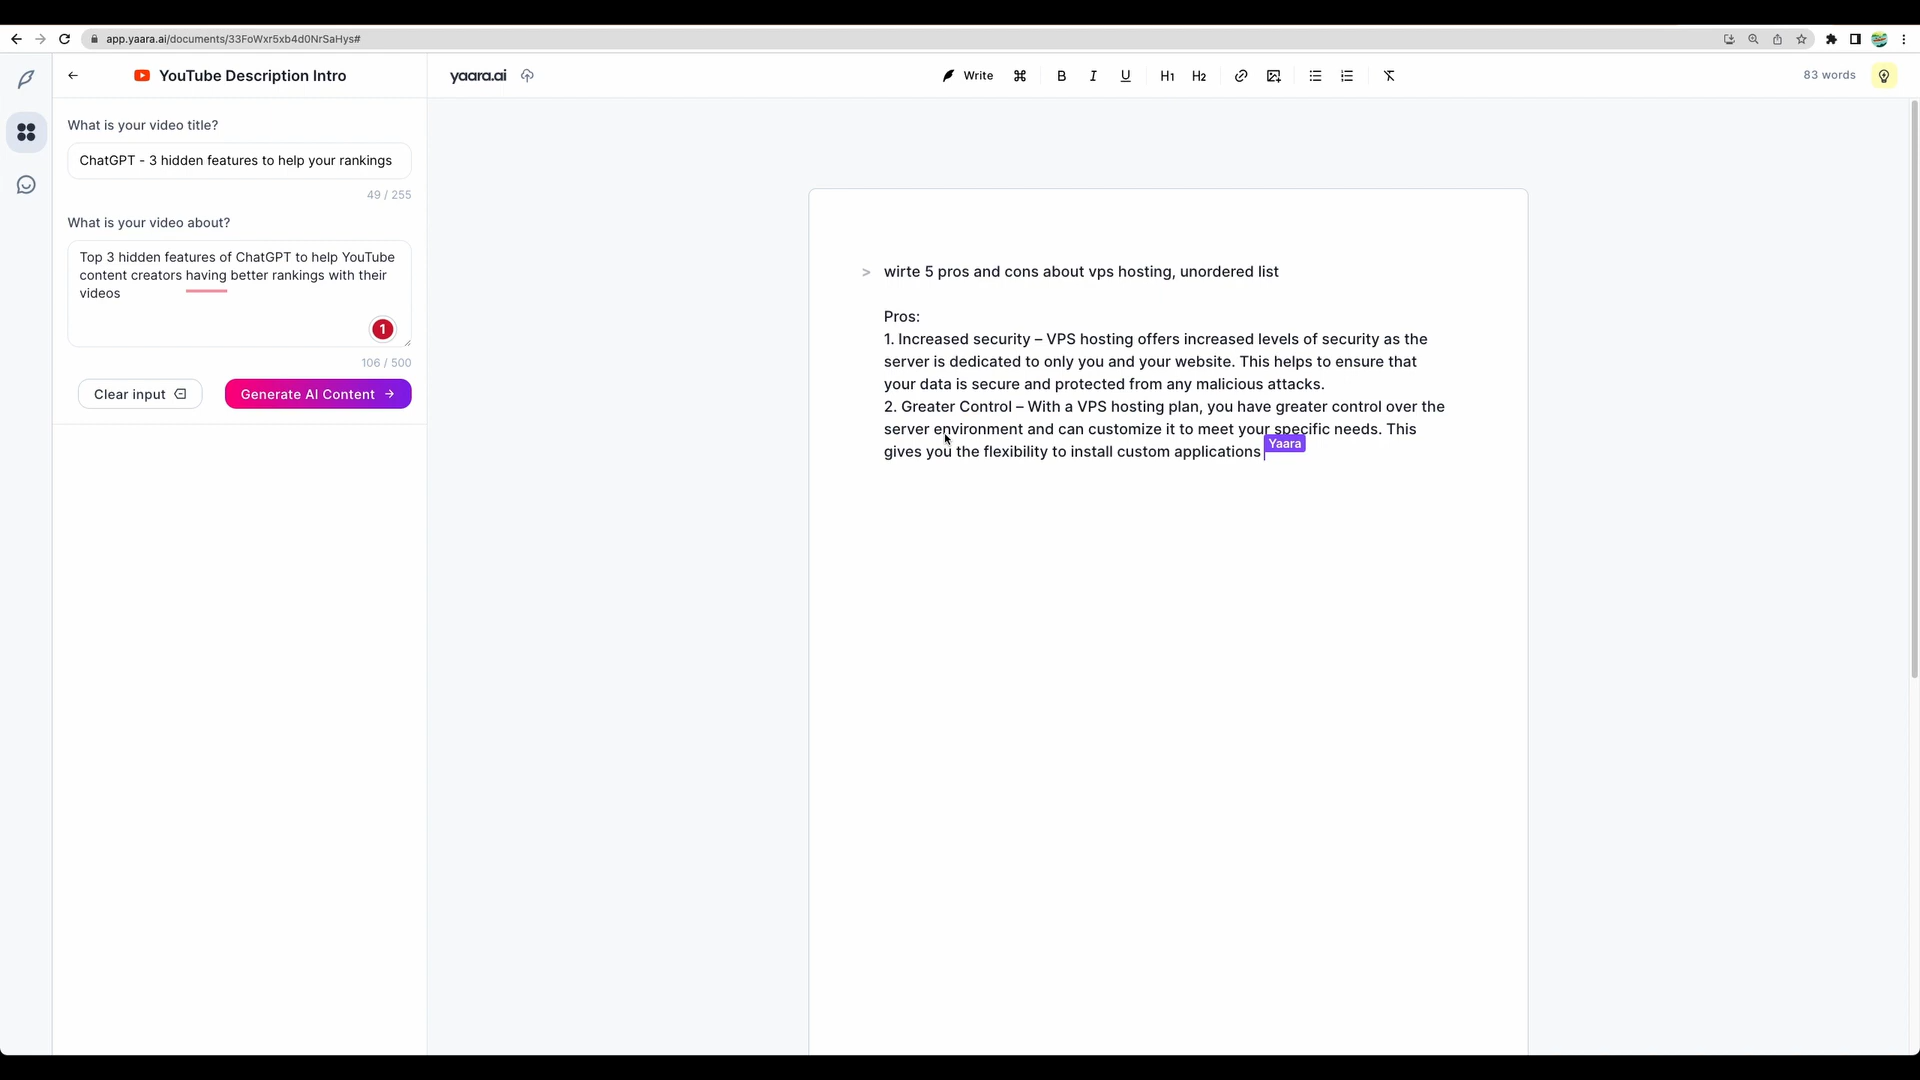 app.yaara.ai/documents/33FoWxr5xb4d0NrSaHys#
YouTube Description Intro
yaara.ai
Write
B
I
U
H1
H2
83 words
What is your video title?
ChatGPT - 3 hidden features to help your rankings
49 / 255
What is your video about?
Top 3 hidden features of ChatGPT to help YouTube
content creators having better rankings with their
videos
1
106 / 500
Clear input
Generate AI Content
> wirte 5 pros and cons about vps hosting, unordered list
Pros:
1. Increased security – VPS hosting offers increased levels of security as the
server is dedicated to only you and your website. This helps to ensure that
your data is secure and protected from any malicious attacks.
2. Greater Control – With a VPS hosting plan, you have greater control over the
server environment and can customize it to meet your specific needs. This
gives you the flexibility to install custom applications
Yaara